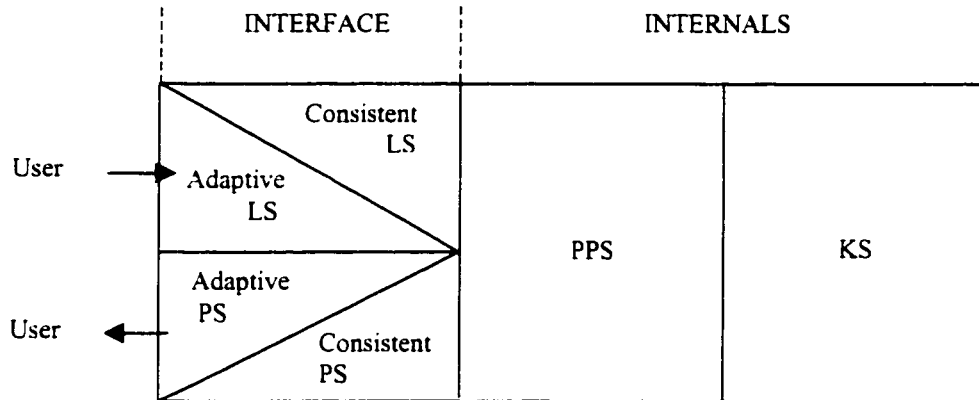 INTERFACE
INTERNALS
Consistent
LS
User
Adaptive
LS
PPS
KS
Adaptive
PS
User
Consistent
PS